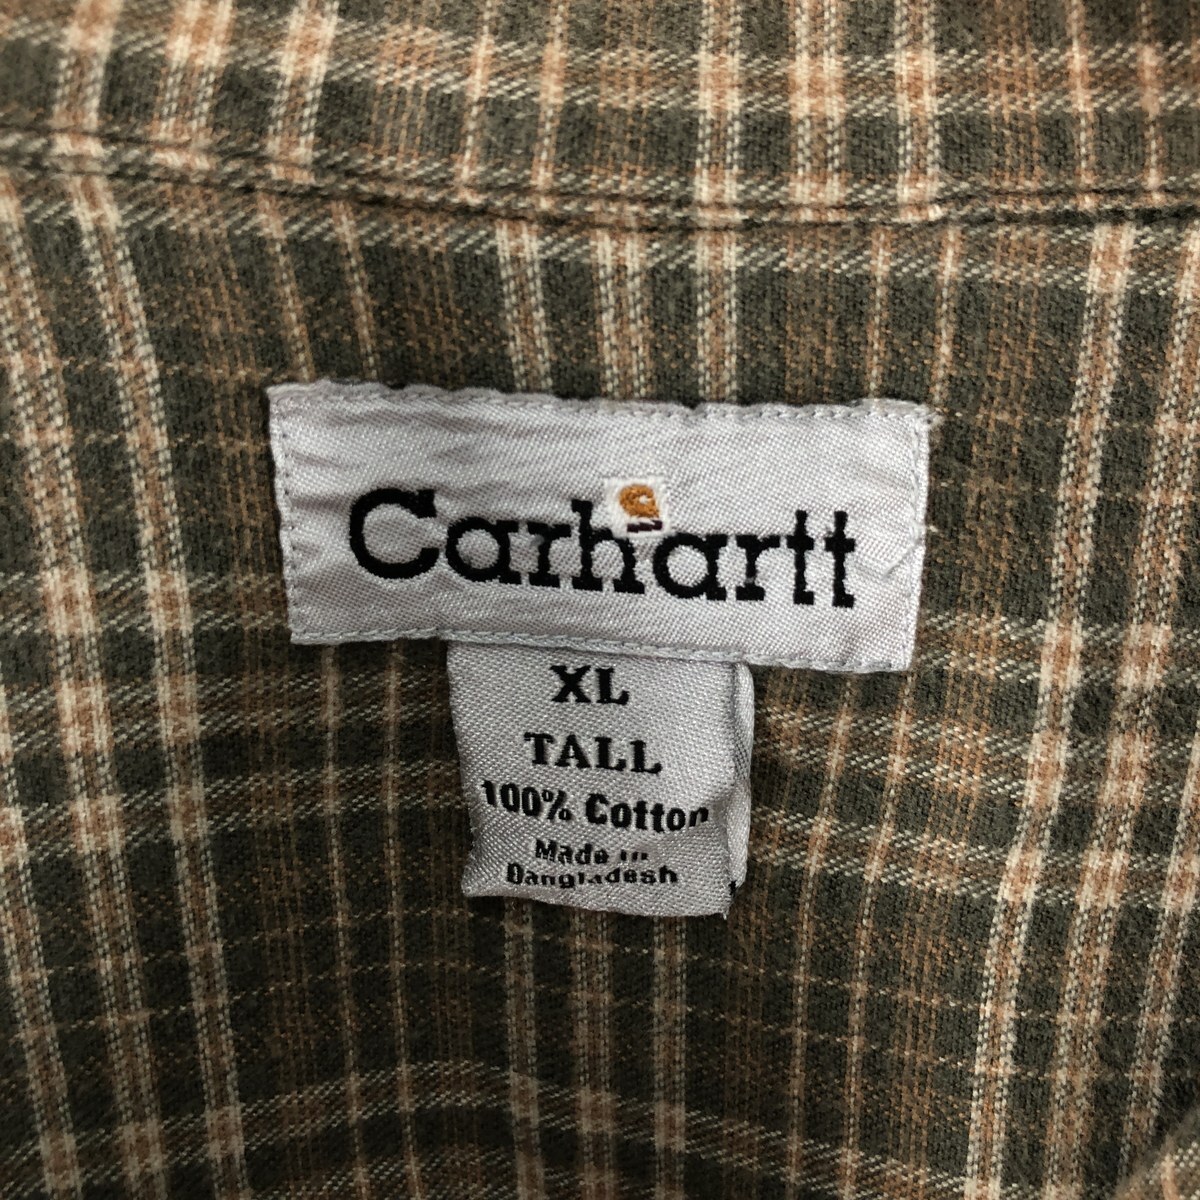 Carhartt
XL
TALL
100% Cotton
Made in
Bangladesh